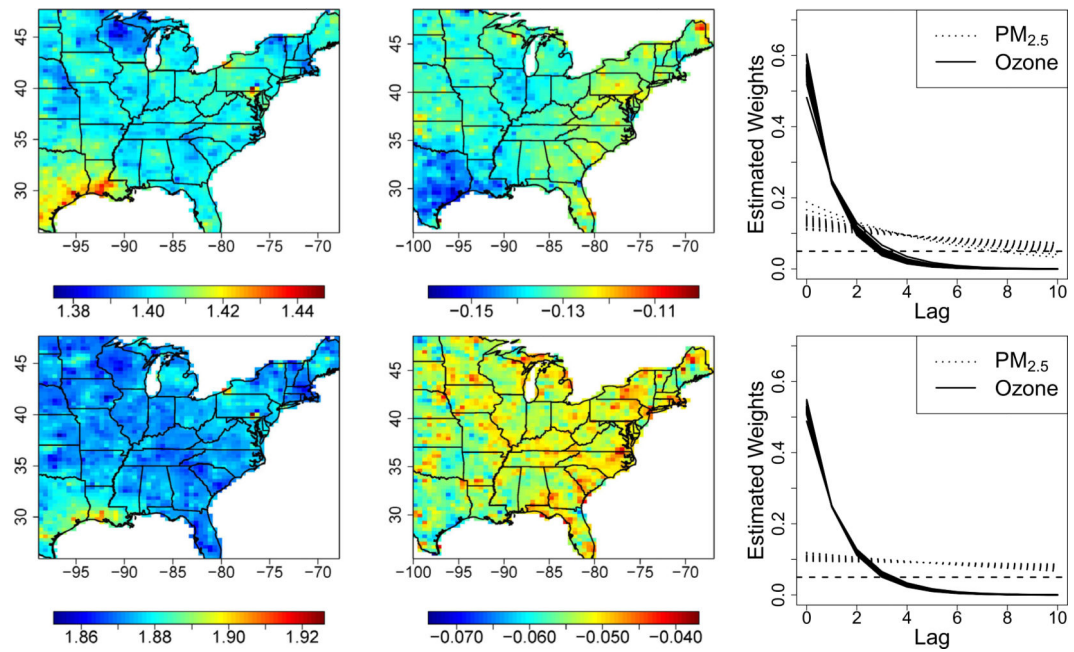 45
40
35
30
−95 −90 −85 −80 −75 −70
1.38 1.40 1.42 1.44
45
40
35
30
−100 −95 −90 −85 −80 −75 −70
−0.15 −0.13 −0.11
PM2.5
Ozone
Estimated Weights
0.6
0.4
0.2
0.0
0 2 4 6 8 10
Lag
45
40
35
30
−95 −90 −85 −80 −75 −70
1.86 1.88 1.90 1.92
45
40
35
30
−100 −95 −90 −85 −80 −75 −70
−0.070 −0.060 −0.050 −0.040
PM2.5
Ozone
Estimated Weights
0.6
0.4
0.2
0.0
0 2 4 6 8 10
Lag